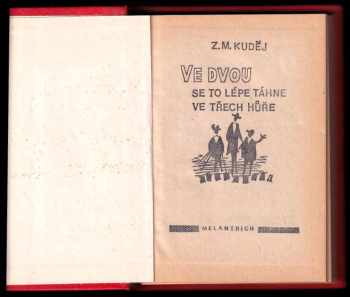 Z. M. KUDĚJ
VE DVOU
SE TO LÉPE TÁHNE
VE TŘECH HŮŘE
MELANTRICH